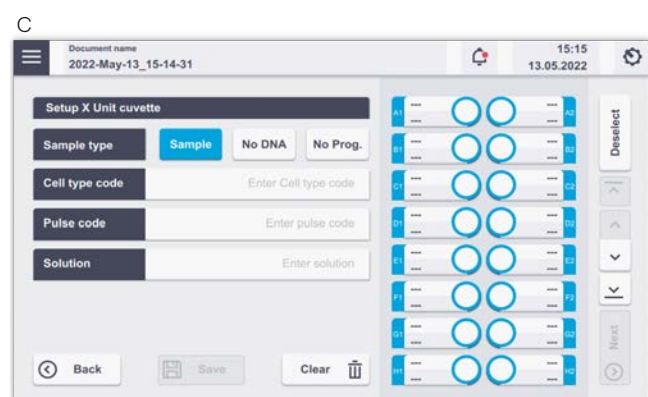 C
Document name
2022-May-13_15-14-31
15:15
13.05.2022
Setup X Unit cuvette
Sample type
Sample
No DNA
No Prog.
Cell type code
Enter Cell type code
Pulse code
Enter pulse code
Solution
Enter solution
Back
Save
Clear
A1 --- --- --- --- A2
B1 --- --- --- --- B2
C1 --- --- --- --- C2
D1 --- --- --- --- D2
E1 --- --- --- --- E2
F1 --- --- --- --- F2
G1 --- --- --- --- G2
H1 --- --- --- --- H2
Deselect
Next